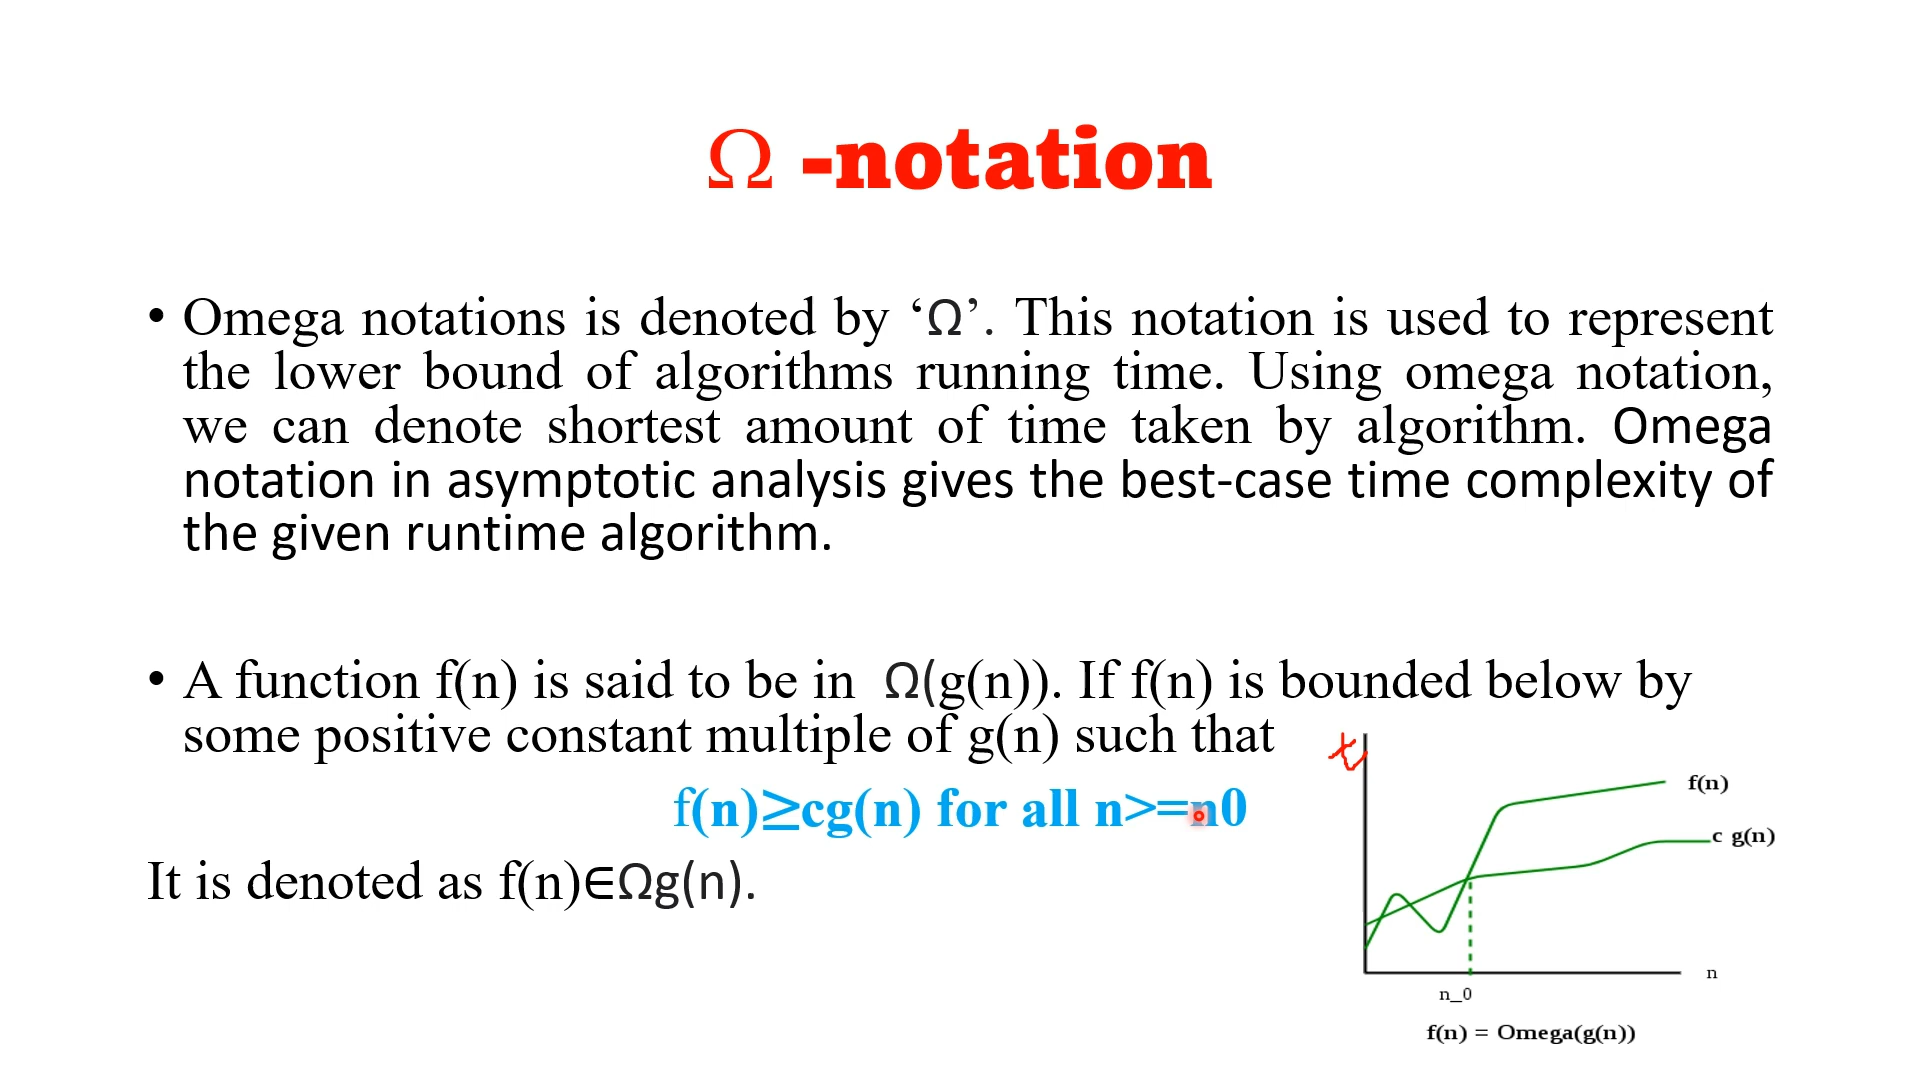 Ω -notation
• Omega notations is denoted by ‘Ω’. This notation is used to represent
the lower bound of algorithms running time. Using omega notation,
we can denote shortest amount of time taken by algorithm. Omega
notation in asymptotic analysis gives the best-case time complexity of
the given runtime algorithm.
• A function f(n) is said to be in Ω(g(n)). If f(n) is bounded below by
some positive constant multiple of g(n) such that
f(n)≥cg(n) for all n>=n0
It is denoted as f(n)∈Ωg(n).
t
f(n)
c g(n)
n
n_0
f(n) = Omega(g(n))